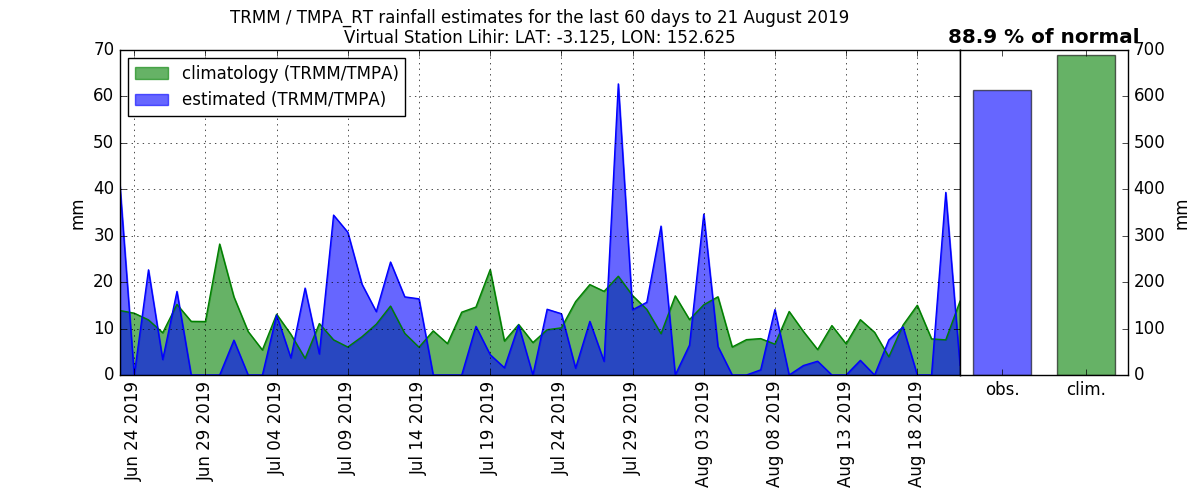 TRMM / TMPA_RT rainfall estimates for the last 60 days to 21 August 2019
Virtual Station Lihir: LAT: -3.125, LON: 152.625
88.9 % of normal
climatology (TRMM/TMPA)
estimated (TRMM/TMPA)
70
60
50
40
30
20
10
0
mm
Jun 24 2019
Jun 29 2019
Jul 04 2019
Jul 09 2019
Jul 14 2019
Jul 19 2019
Jul 24 2019
Jul 29 2019
Aug 03 2019
Aug 08 2019
Aug 13 2019
Aug 18 2019
obs.
clim.
700
600
500
400
300
200
100
0
mm